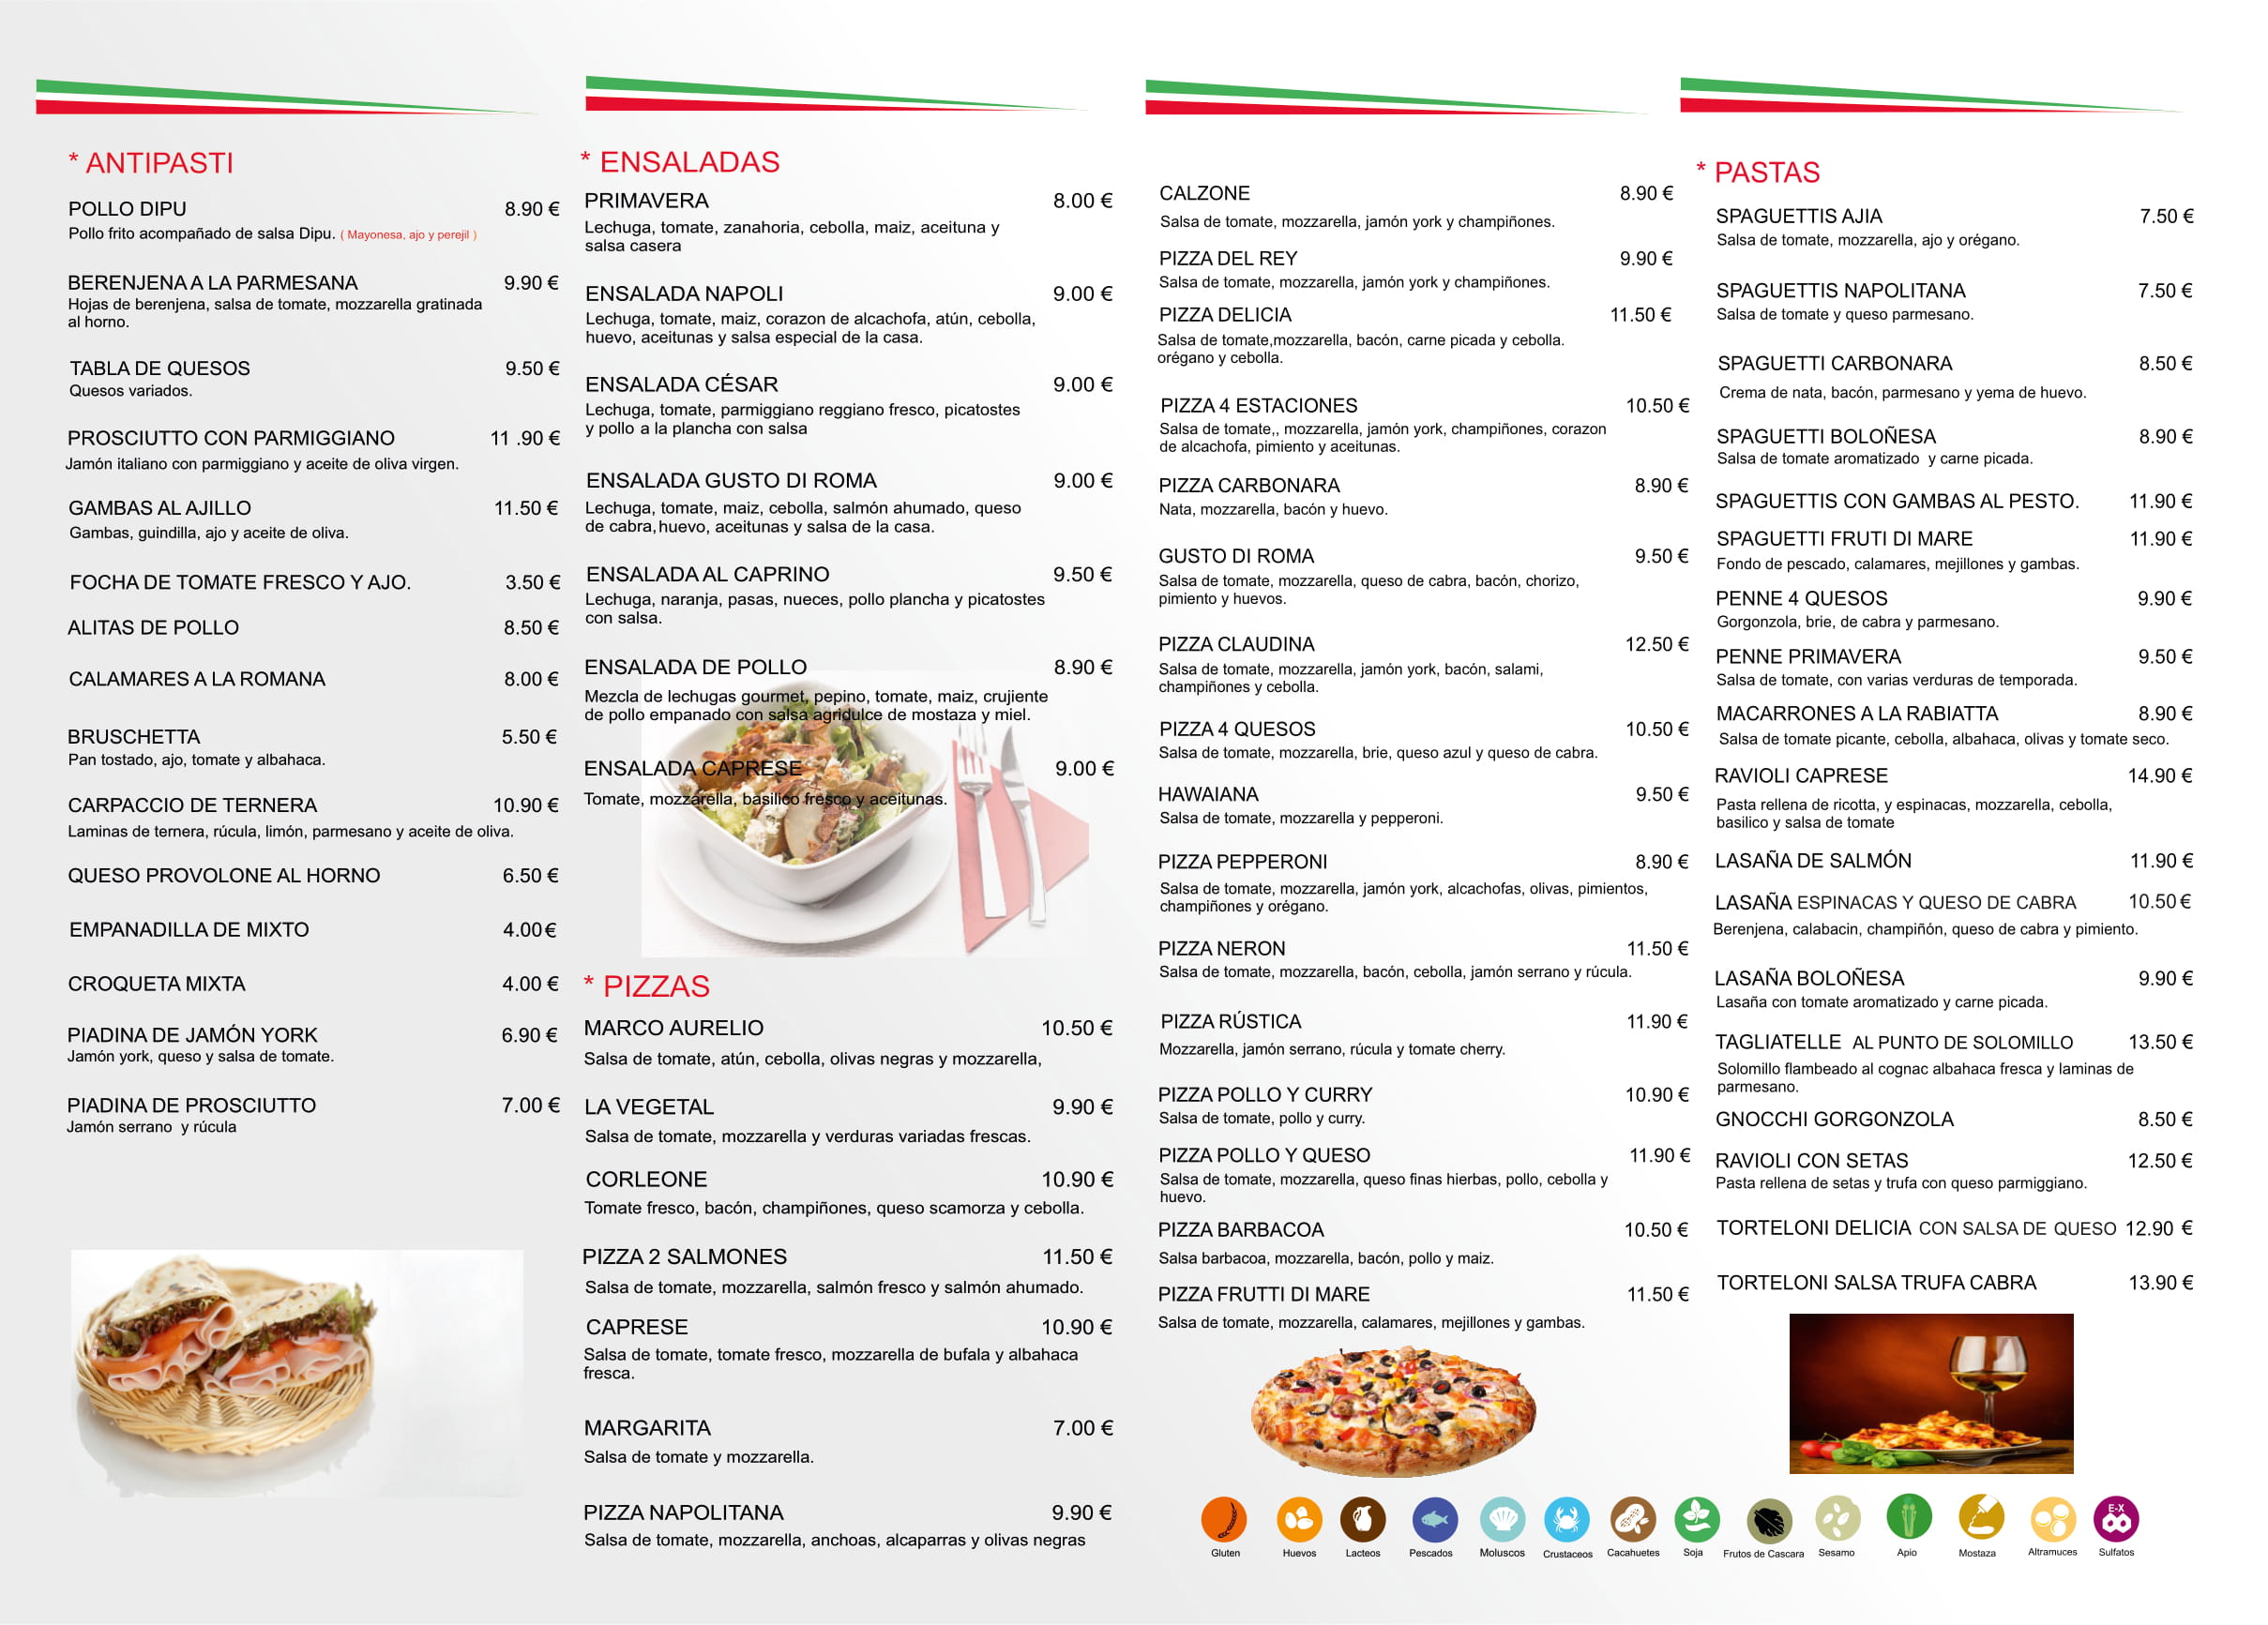 * ANTIPASTI
POLLO DIPU 8.90 €
Pollo frito acompañado de salsa Dipu. ( Mayonesa, ajo y perejil )
BERENJENA A LA PARMESANA 9.90 €
Hojas de berenjena, salsa de tomate, mozzarella gratinada
al horno.
TABLA DE QUESOS 9.50 €
Quesos variados.
PROSCIUTTO CON PARMIGGIANO 11 .90 €
Jamón italiano con parmiggiano y aceite de oliva virgen.
GAMBAS AL AJILLO 11.50 €
Gambas, guindilla, ajo y aceite de oliva.
FOCHA DE TOMATE FRESCO Y AJO. 3.50 €
ALITAS DE POLLO 8.50 €
CALAMARES A LA ROMANA 8.00 €
BRUSCHETTA 5.50 €
Pan tostado, ajo, tomate y albahaca.
CARPACCIO DE TERNERA 10.90 €
Laminas de ternera, rúcula, limón, parmesano y aceite de oliva.
QUESO PROVOLONE AL HORNO 6.50 €
EMPANADILLA DE MIXTO 4.00€
CROQUETA MIXTA 4.00 €
PIADINA DE JAMÓN YORK 6.90 €
Jamón york, queso y salsa de tomate.
PIADINA DE PROSCIUTTO 7.00 €
Jamón serrano y rúcula
* ENSALADAS
PRIMAVERA 8.00 €
Lechuga, tomate, zanahoria, cebolla, maiz, aceituna y
salsa casera
ENSALADA NAPOLI 9.00 €
Lechuga, tomate, maiz, corazon de alcachofa, atún, cebolla,
huevo, aceitunas y salsa especial de la casa.
ENSALADA CÉSAR 9.00 €
Lechuga, tomate, parmiggiano reggiano fresco, picatostes
y pollo a la plancha con salsa
ENSALADA GUSTO DI ROMA 9.00 €
Lechuga, tomate, maiz, cebolla, salmón ahumado, queso
de cabra, huevo, aceitunas y salsa de la casa.
ENSALADA AL CAPRINO 9.50 €
Lechuga, naranja, pasas, nueces, pollo plancha y picatostes
con salsa.
ENSALADA DE POLLO 8.90 €
Mezcla de lechugas gourmet, pepino, tomate, maiz, crujiente
de pollo empanado con salsa agridulce de mostaza y miel.
ENSALADA CAPRESE 9.00 €
Tomate, mozzarella, basilico fresco y aceitunas.
* PIZZAS
MARCO AURELIO 10.50 €
Salsa de tomate, atún, cebolla, olivas negras y mozzarella,
LA VEGETAL 9.90 €
Salsa de tomate, mozzarella y verduras variadas frescas.
CORLEONE 10.90 €
Tomate fresco, bacón, champiñones, queso scamorza y cebolla.
PIZZA 2 SALMONES 11.50 €
Salsa de tomate, mozzarella, salmón fresco y salmón ahumado.
CAPRESE 10.90 €
Salsa de tomate, tomate fresco, mozzarella de bufala y albahaca
fresca.
MARGARITA 7.00 €
Salsa de tomate y mozzarella.
PIZZA NAPOLITANA 9.90 €
Salsa de tomate, mozzarella, anchoas, alcaparras y olivas negras
CALZONE 8.90 €
Salsa de tomate, mozzarella, jamón york y champiñones.
PIZZA DEL REY 9.90 €
Salsa de tomate, mozzarella, jamón york y champiñones.
PIZZA DELICIA 11.50 €
Salsa de tomate,mozzarella, bacón, carne picada y cebolla.
orégano y cebolla.
PIZZA 4 ESTACIONES 10.50 €
Salsa de tomate,, mozzarella, jamón york, champiñones, corazon
de alcachofa, pimiento y aceitunas.
PIZZA CARBONARA 8.90 €
Nata, mozzarella, bacón y huevo.
GUSTO DI ROMA 9.50 €
Salsa de tomate, mozzarella, queso de cabra, bacón, chorizo,
pimiento y huevos.
PIZZA CLAUDINA 12.50 €
Salsa de tomate, mozzarella, jamón york, bacón, salami,
champiñones y cebolla.
PIZZA 4 QUESOS 10.50 €
Salsa de tomate, mozzarella, brie, queso azul y queso de cabra.
HAWAIANA 9.50 €
Salsa de tomate, mozzarella y pepperoni.
PIZZA PEPPERONI 8.90 €
Salsa de tomate, mozzarella, jamón york, alcachofas, olivas, pimientos,
champiñones y orégano.
PIZZA NERON 11.50 €
Salsa de tomate, mozzarella, bacón, cebolla, jamón serrano y rúcula.
PIZZA RÚSTICA 11.90 €
Mozzarella, jamón serrano, rúcula y tomate cherry.
PIZZA POLLO Y CURRY 10.90 €
Salsa de tomate, pollo y curry.
PIZZA POLLO Y QUESO 11.90 €
Salsa de tomate, mozzarella, queso finas hierbas, pollo, cebolla y
huevo.
PIZZA BARBACOA 10.50 €
Salsa barbacoa, mozzarella, bacón, pollo y maiz.
PIZZA FRUTTI DI MARE 11.50 €
Salsa de tomate, mozzarella, calamares, mejillones y gambas.
* PASTAS
SPAGUETTIS AJIA 7.50 €
Salsa de tomate, mozzarella, ajo y orégano.
SPAGUETTIS NAPOLITANA 7.50 €
Salsa de tomate y queso parmesano.
SPAGUETTI CARBONARA 8.50 €
Crema de nata, bacón, parmesano y yema de huevo.
SPAGUETTI BOLOÑESA 8.90 €
Salsa de tomate aromatizado y carne picada.
SPAGUETTIS CON GAMBAS AL PESTO. 11.90 €
SPAGUETTI FRUTI DI MARE 11.90 €
Fondo de pescado, calamares, mejillones y gambas.
PENNE 4 QUESOS 9.90 €
Gorgonzola, brie, de cabra y parmesano.
PENNE PRIMAVERA 9.50 €
Salsa de tomate, con varias verduras de temporada.
MACARRONES A LA RABIATTA 8.90 €
Salsa de tomate picante, cebolla, albahaca, olivas y tomate seco.
RAVIOLI CAPRESE 14.90 €
Pasta rellena de ricotta, y espinacas, mozzarella, cebolla,
basilico y salsa de tomate
LASAÑA DE SALMÓN 11.90 €
LASAÑA ESPINACAS Y QUESO DE CABRA 10.50 €
Berenjena, calabacin, champiñón, queso de cabra y pimiento.
LASAÑA BOLOÑESA 9.90 €
Lasaña con tomate aromatizado y carne picada.
TAGLIATELLE AL PUNTO DE SOLOMILLO 13.50 €
Solomillo flambeado al cognac albahaca fresca y laminas de
parmesano.
GNOCCHI GORGONZOLA 8.50 €
RAVIOLI CON SETAS 12.50 €
Pasta rellena de setas y trufa con queso parmiggiano.
TORTELONI DELICIA CON SALSA DE QUESO 12.90 €
TORTELONI SALSA TRUFA CABRA 13.90 €
E-X
Gluten Huevos Lacteos Pescados Moluscos Crustaceos Cacahuetes Soja Frutos de Cascara Sesamo Apio Mostaza Altramuces Sulfatos